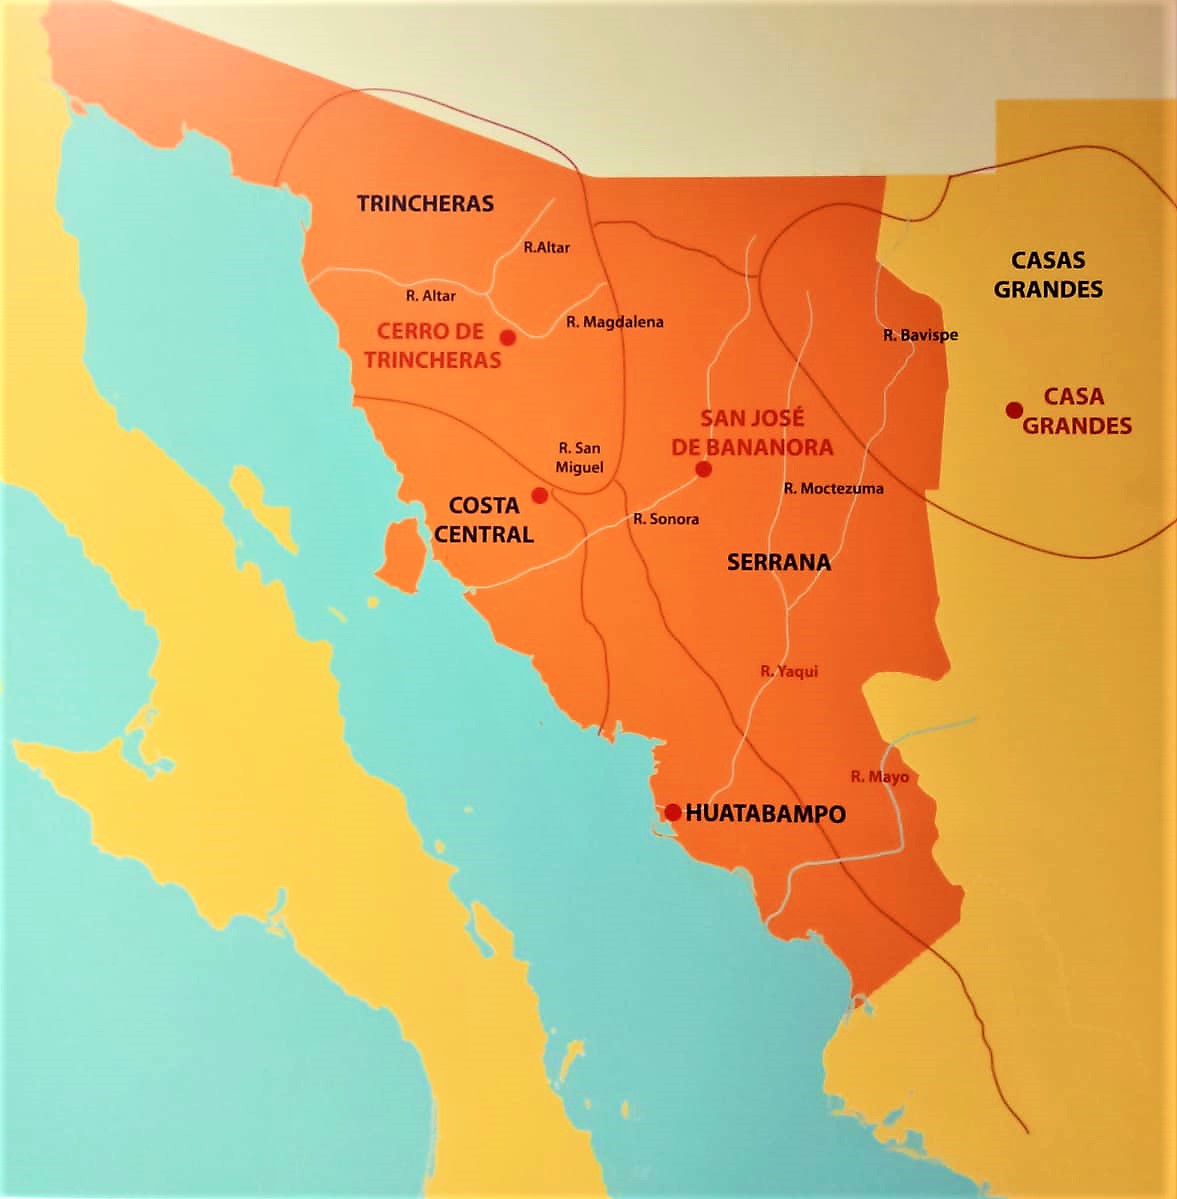 TRINCHERAS
R.Altar
CASAS
GRANDES
R. Altar
R. Magdalena
CERRO DE
TRINCHERAS
R. Bavispe
CASA
GRANDES
SAN JOSÉ
DE BANANORA
R. San
Miguel
R. Moctezuma
COSTA
CENTRAL
R. Sonora
SERRANA
R. Yaqui
R. Mayo
HUATABAMPO